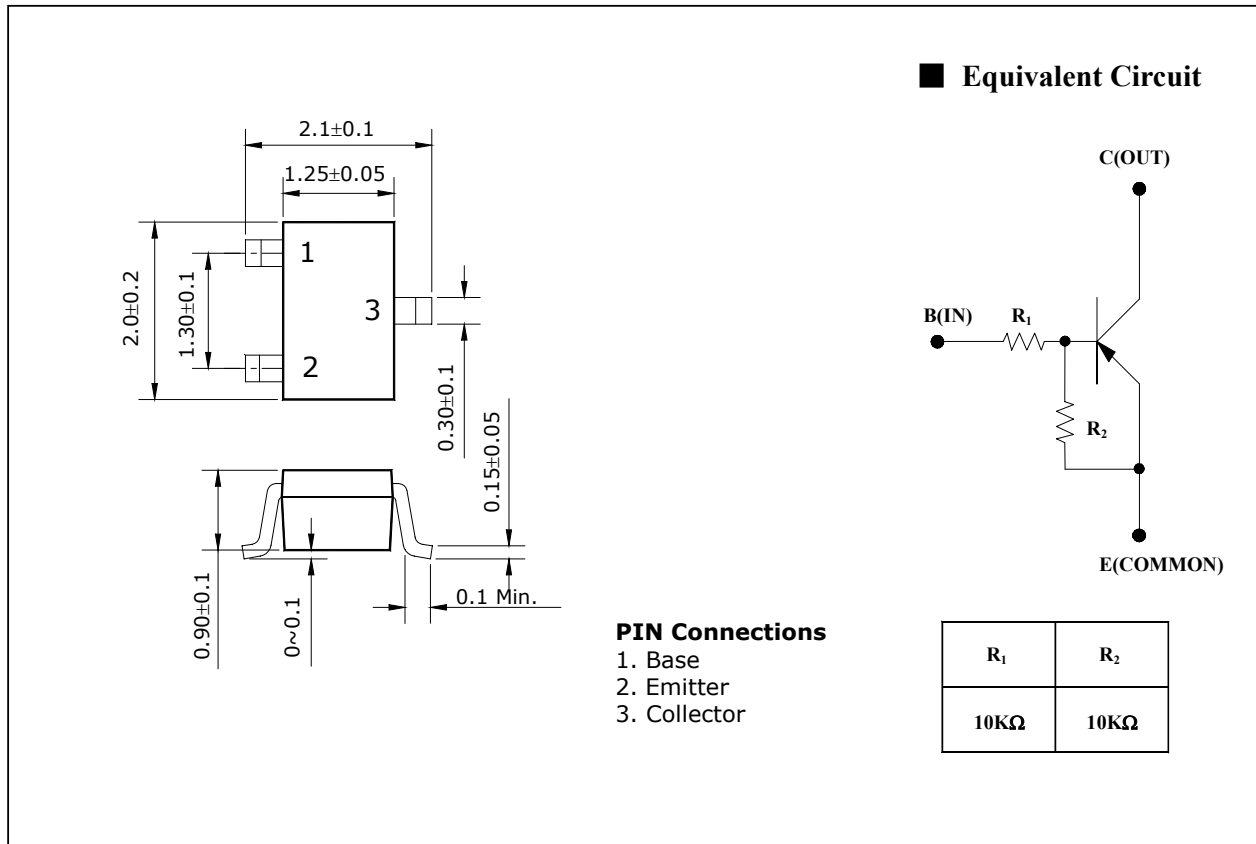 ■ Equivalent Circuit
2.1±0.1
1.25±0.05
C(OUT)
1
2.0±0.2
1.30±0.1
3
B(IN)
R₁
2
0.30±0.1
R₂
0.15±0.05
0.90±0.1
0~0.1
0.1 Min.
E(COMMON)
PIN Connections
1. Base
2. Emitter
3. Collector
R₁ R₂
10KΩ 10KΩ